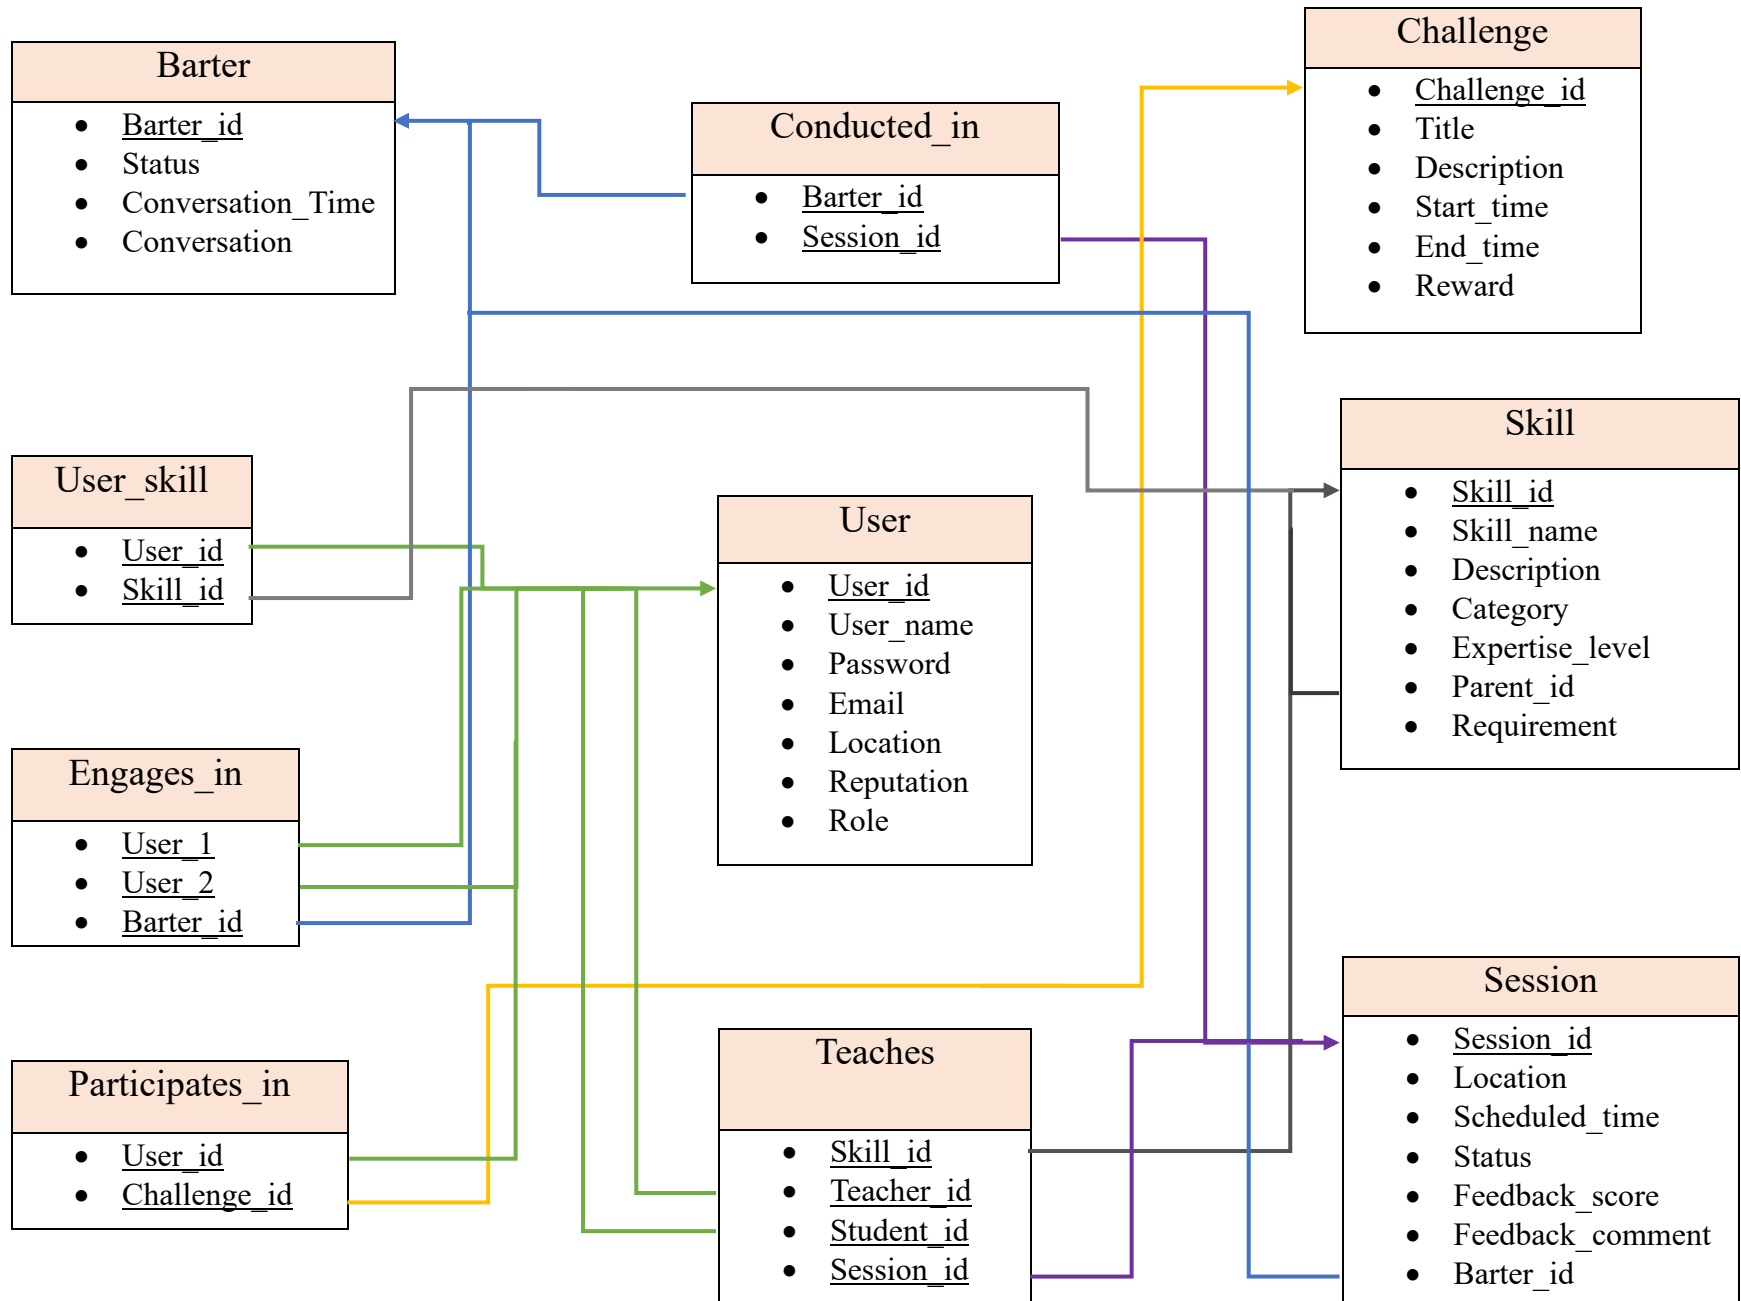 Barter
• Barter_id
• Status
• Conversation_Time
• Conversation
Conducted_in
• Barter_id
• Session_id
Challenge
• Challenge_id
• Title
• Description
• Start_time
• End_time
• Reward
User_skill
• User_id
• Skill_id
User
• User_id
• User_name
• Password
• Email
• Location
• Reputation
• Role
Skill
• Skill_id
• Skill_name
• Description
• Category
• Expertise_level
• Parent_id
• Requirement
Engages_in
• User_1
• User_2
• Barter_id
Participates_in
• User_id
• Challenge_id
Teaches
• Skill_id
• Teacher_id
• Student_id
• Session_id
Session
• Session_id
• Location
• Scheduled_time
• Status
• Feedback_score
• Feedback_comment
• Barter_id